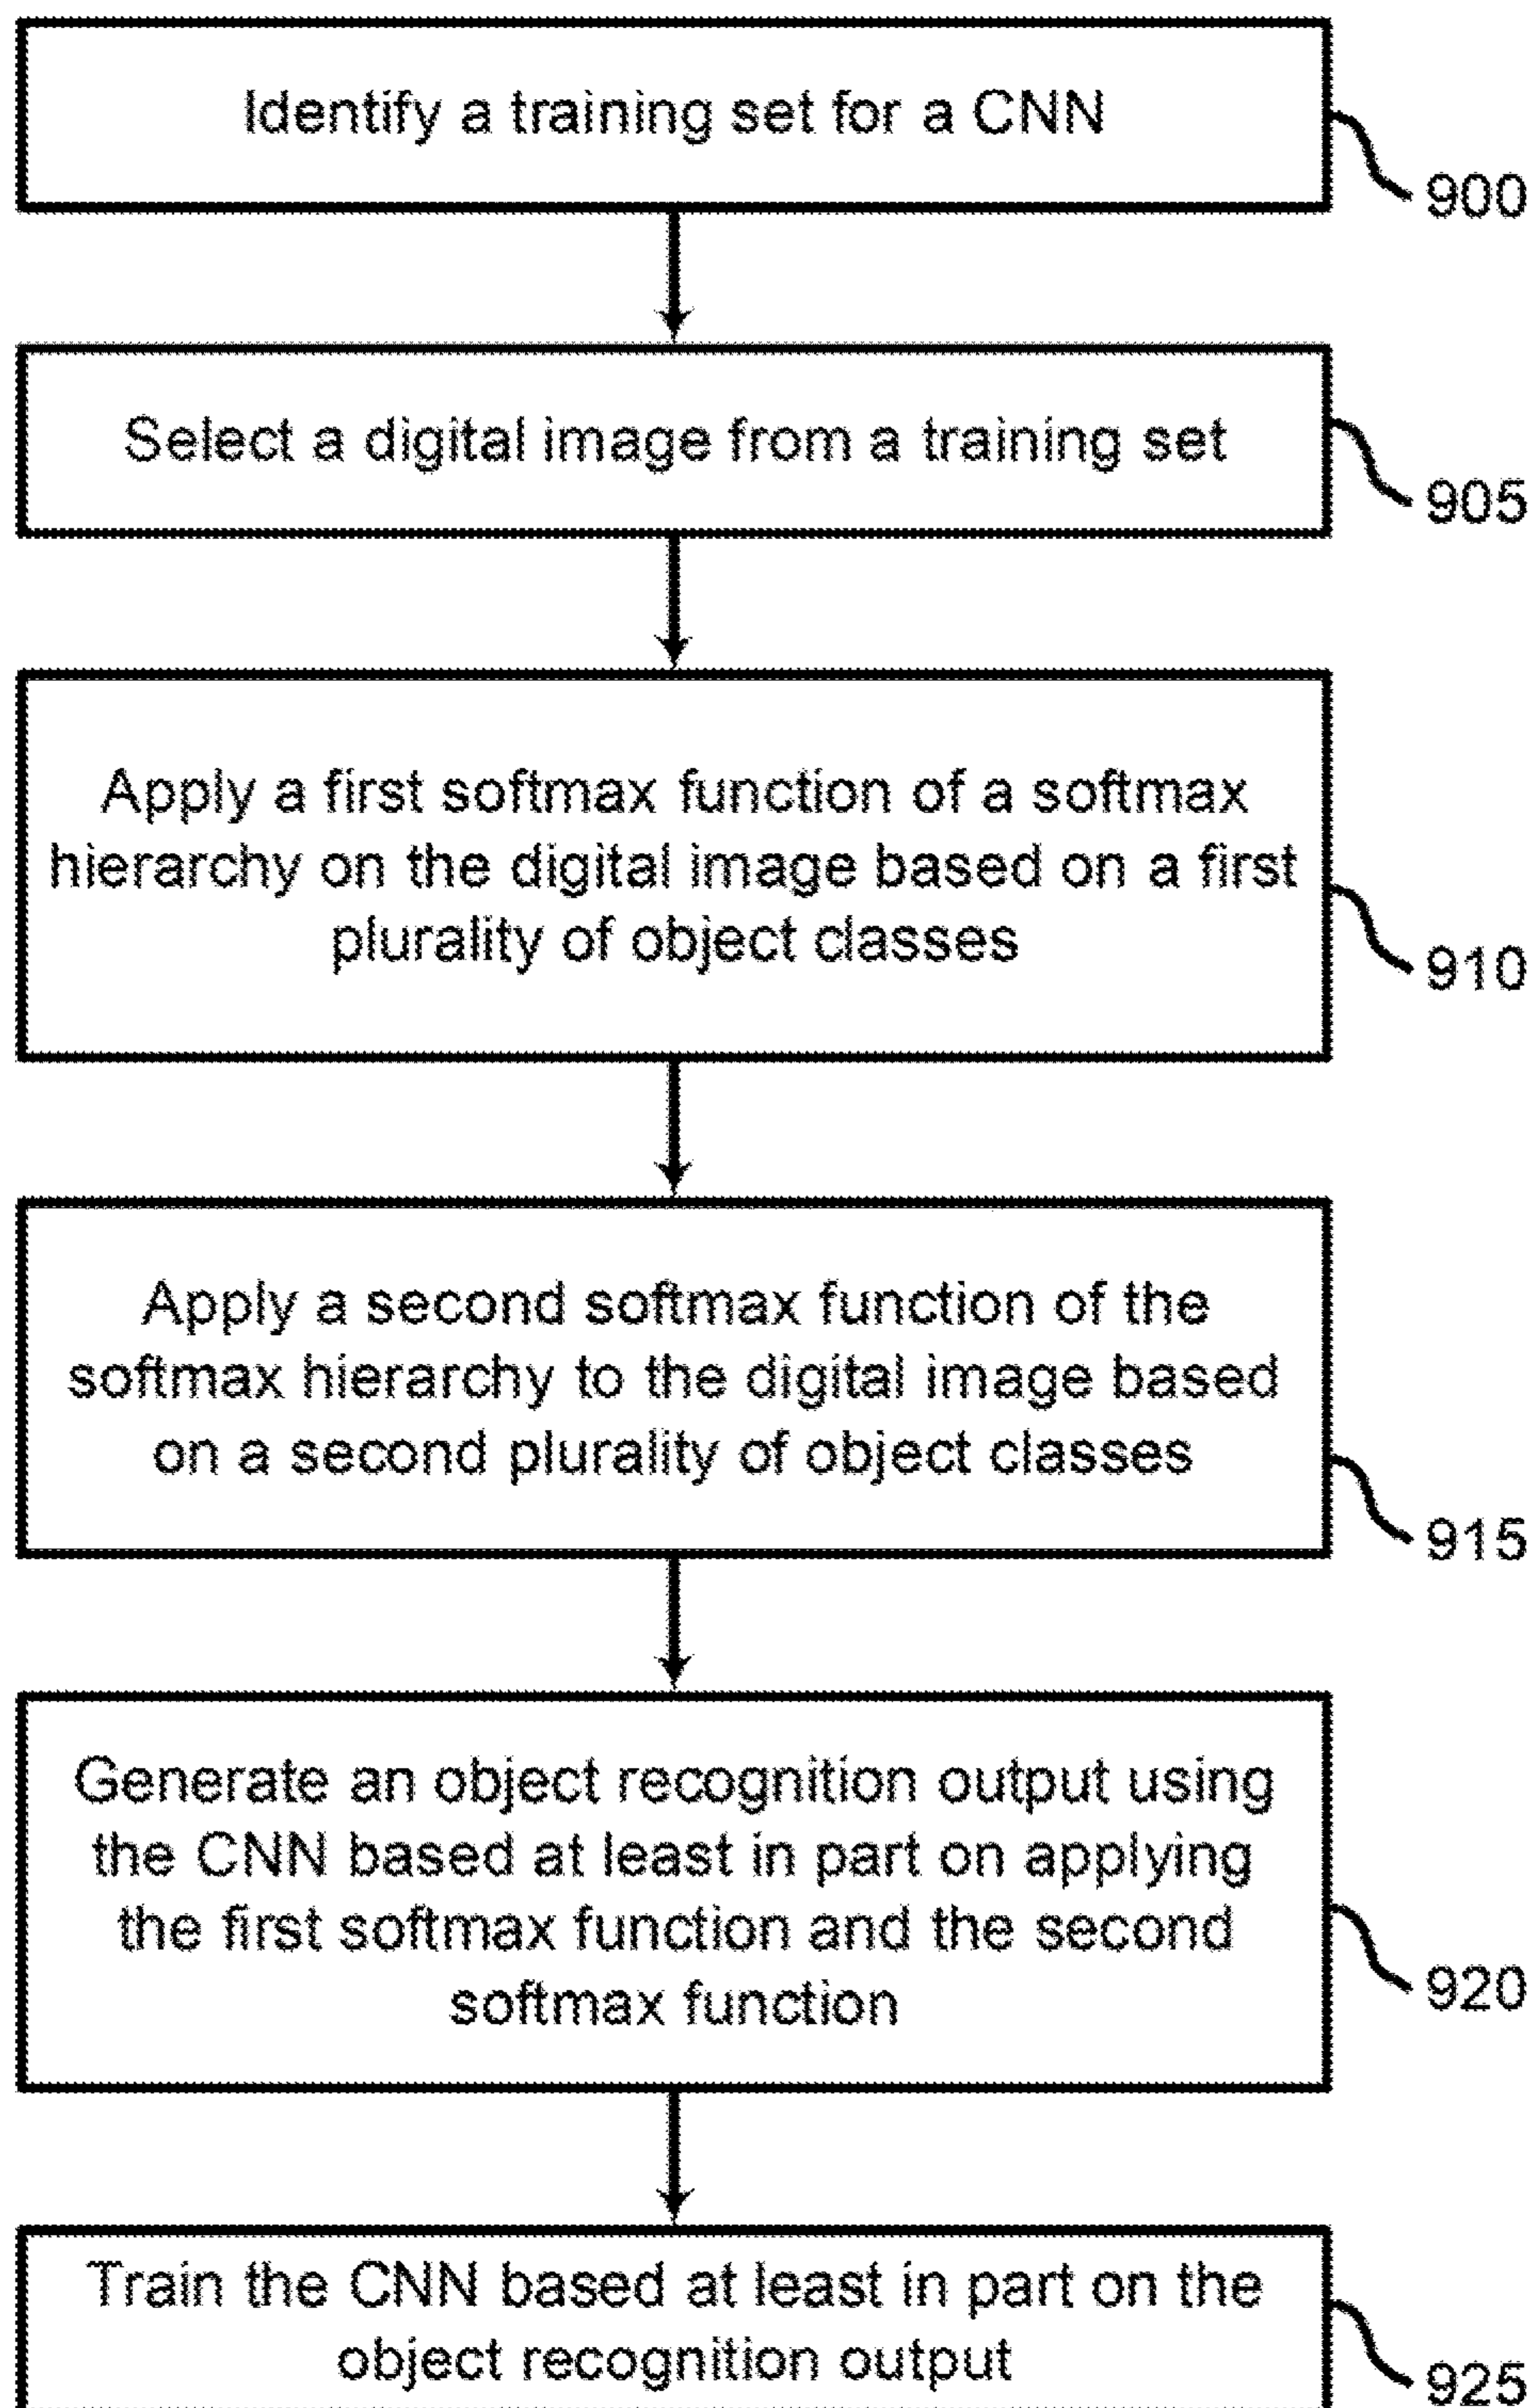 Identify a training set for a CNN
900
Select a digital image from a training set
905
Apply a first softmax function of a softmax
hierarchy on the digital image based on a first
plurality of object classes
910
Apply a second softmax function of the
softmax hierarchy to the digital image based
on a second plurality of object classes
915
Generate an object recognition output using
the CNN based at least in part on applying
the first softmax function and the second
softmax function
920
Train the CNN based at least in part on the
object recognition output
925